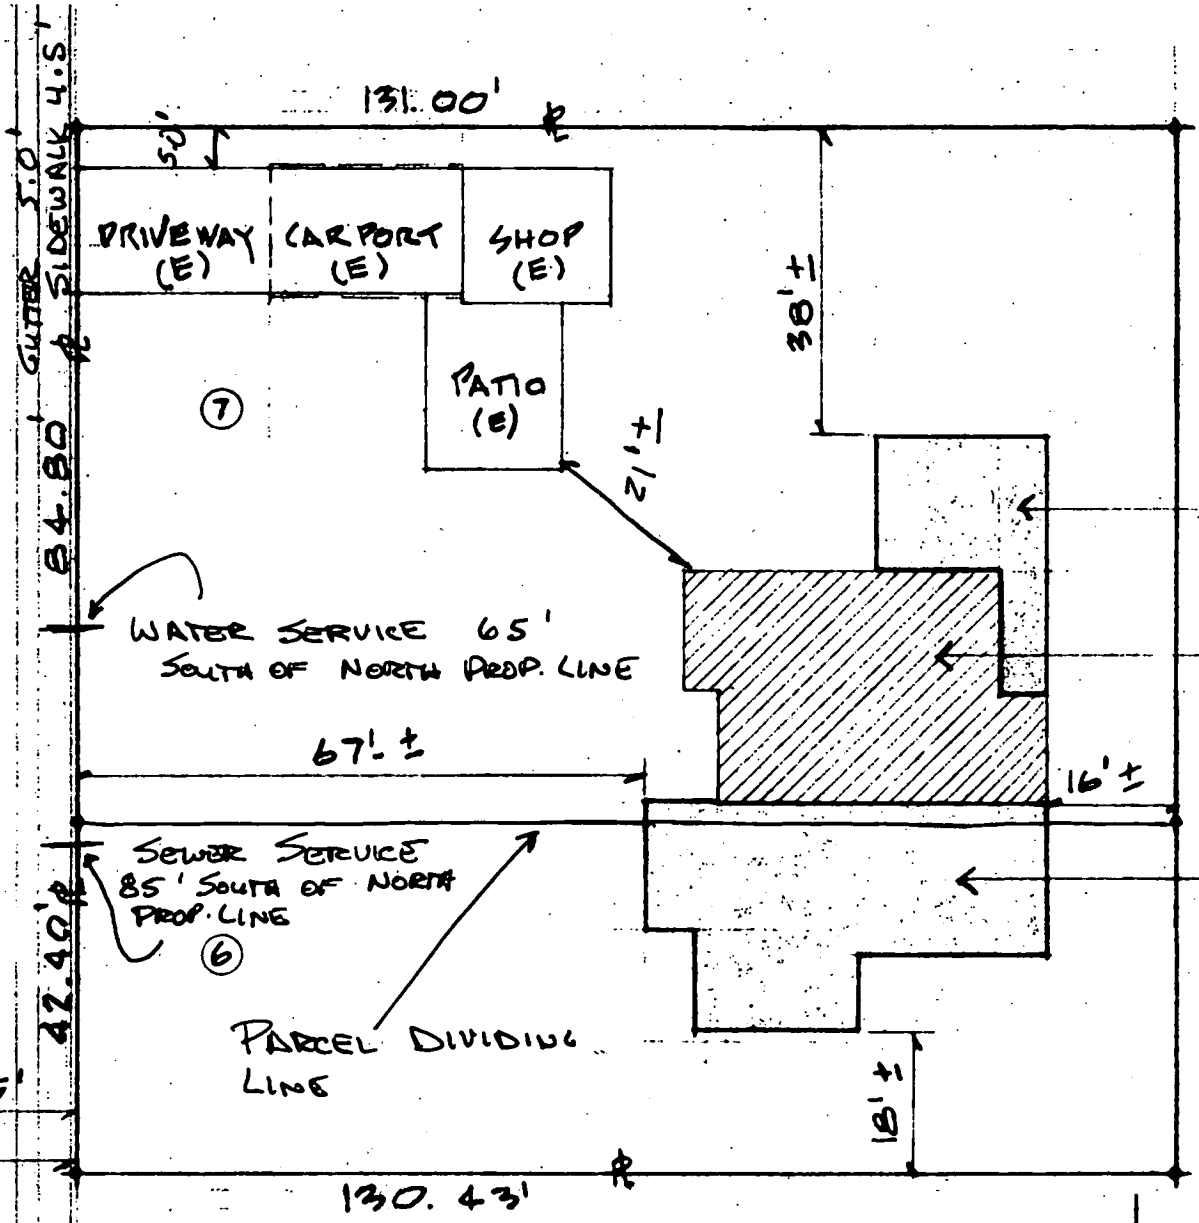 131.00'
℄
5.0'
SIDEWALK 4.5'
GUTTER 5.0'
DRIVEWAY
(E)
CARPORT
(E)
SHOP
(E)
38'±
PATIO
(E)
7
84.80'
21'±
WATER SERVICE 65'
SOUTH OF NORTH PROP. LINE
67'±
16'±
SEWER SERVICE
85' SOUTH OF NORTH
PROP. LINE
6
42.40'
PARCEL DIVIDING
LINE
18'±
130.43'